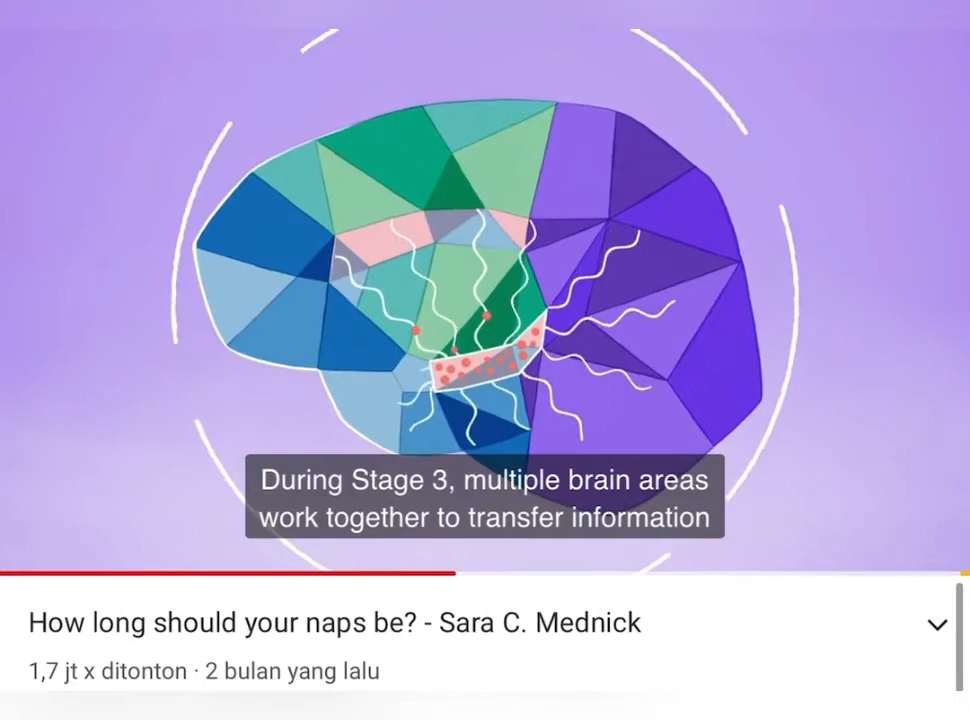 During Stage 3, multiple brain areas
work together to transfer information
How long should your naps be? - Sara C. Mednick
1,7 jt x ditonton · 2 bulan yang lalu